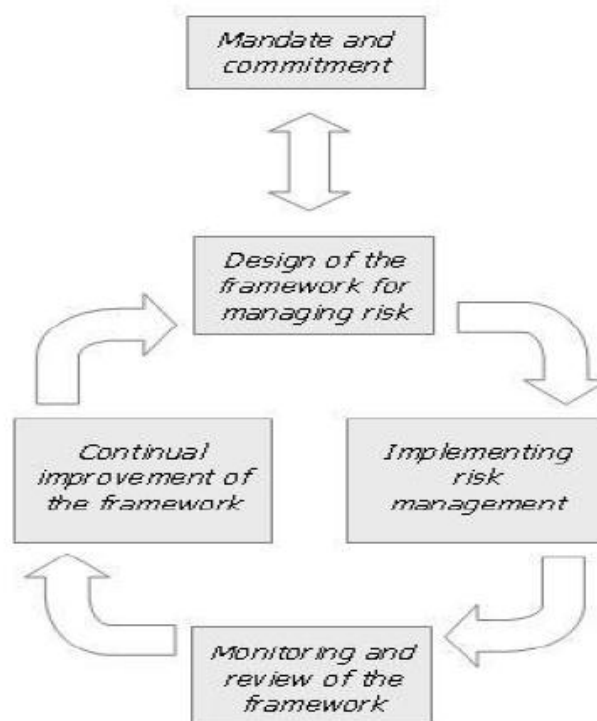 Mandate and
commitment
Design of the
framework for
managing risk
Continual
improvement of
the framework
Implementing
risk
management
Monitoring and
review of the
framework